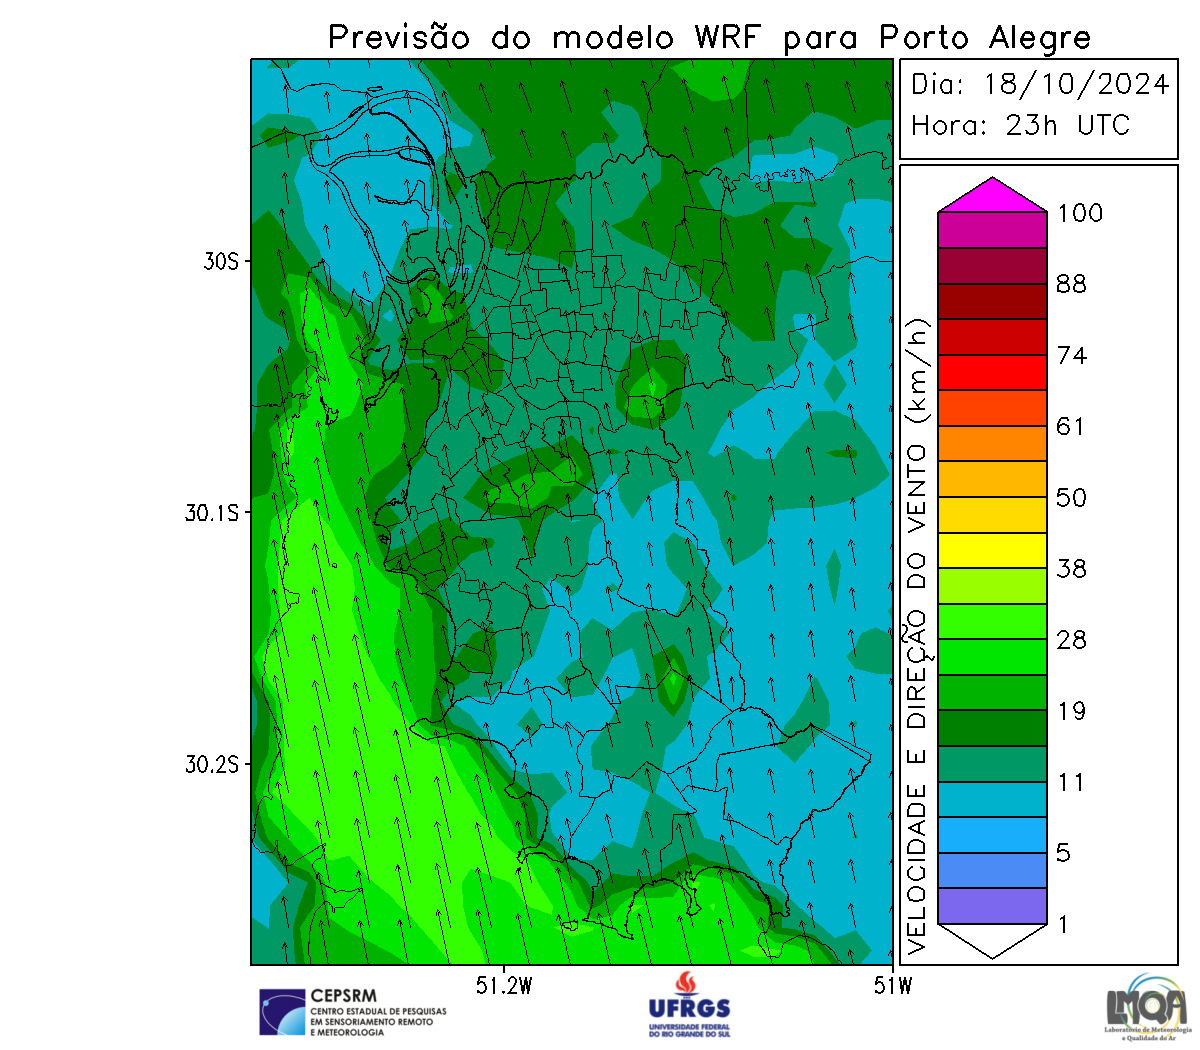 Previsão do modelo WRF para Porto Alegre
Dia: 18/10/2024
Hora: 23h UTC
30S
30.1S
30.2S
51.2W
51W
VELOCIDADE E DIREÇÃO DO VENTO (km/h)
100
88
74
61
50
38
28
19
11
5
1
CEPSRM
CENTRO ESTADUAL DE PESQUISAS
EM SENSORIAMENTO REMOTO
E METEOROLOGIA
UFRGS
UNIVERSIDADE FEDERAL
DO RIO GRANDE DO SUL
LMQA
Laboratório de Meteorologia
e Qualidade do Ar